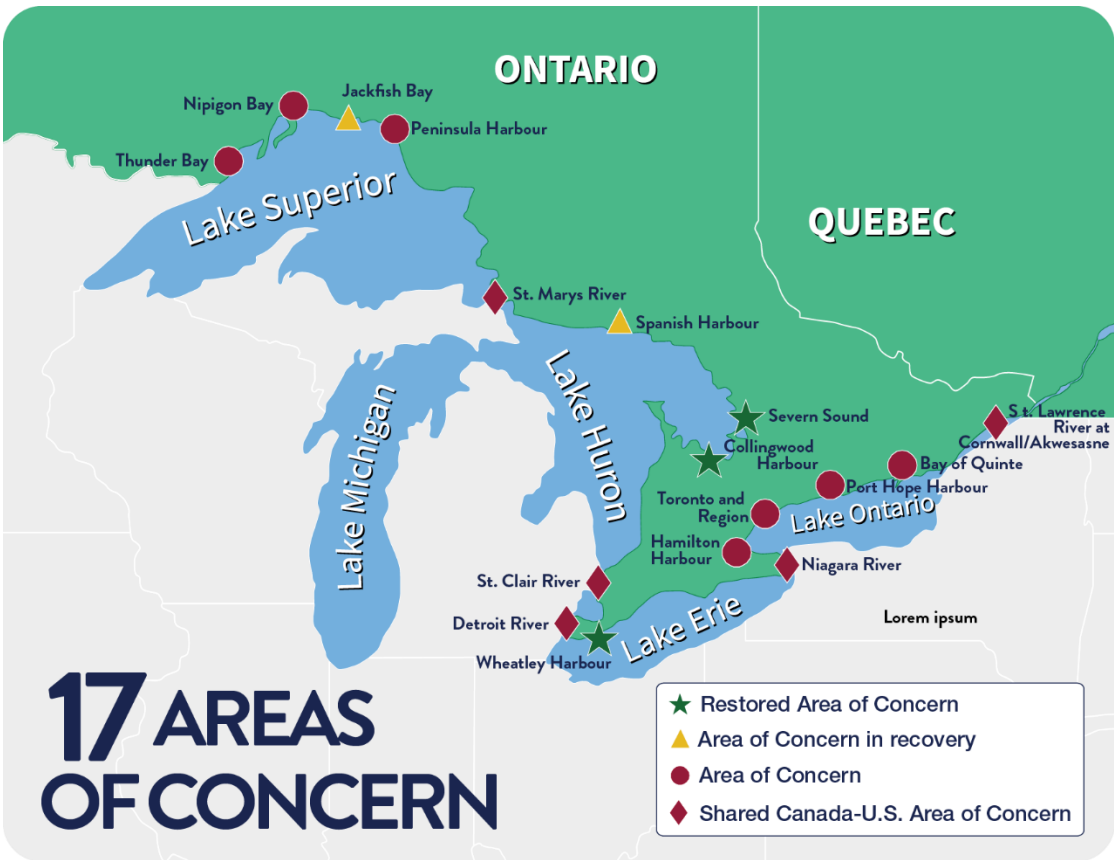 ONTARIO
Jackfish Bay
Nipigon Bay
Peninsula Harbour
Thunder Bay
Lake Superior
QUEBEC
St. Marys River
Spanish Harbour
Lake Michigan
Lake Huron
Severn Sound
Collingwood
Harbour
S t. Lawrence
River at
Cornwall/Akwesasne
Bay of Quinte
Port Hope Harbour
Toronto and
Region
Lake Ontario
Hamilton
Harbour
Niagara River
St. Clair River
Detroit River
Lake Erie
Wheatley Harbour
Lorem ipsum
17 AREAS
OF CONCERN
Restored Area of Concern
Area of Concern in recovery
Area of Concern
Shared Canada-U.S. Area of Concern